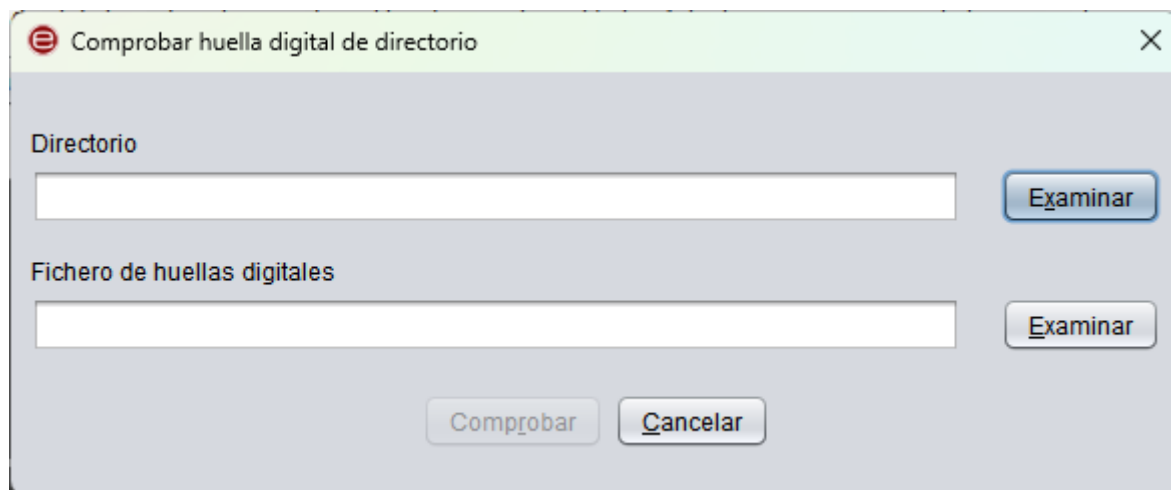 Comprobar huella digital de directorio
Directorio
Examinar
Fichero de huellas digitales
Examinar
Comprobar Cancelar